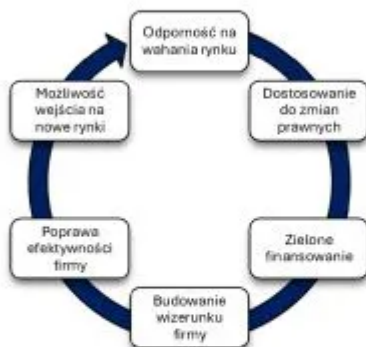 Odporność na
wahania rynku
Dostosowanie
do zmian
prawnych
Zielone
finansowanie
Budowanie
wizerunku
firmy
Poprawa
efektywności
firmy
Możliwość
wejścia na
nowe rynki